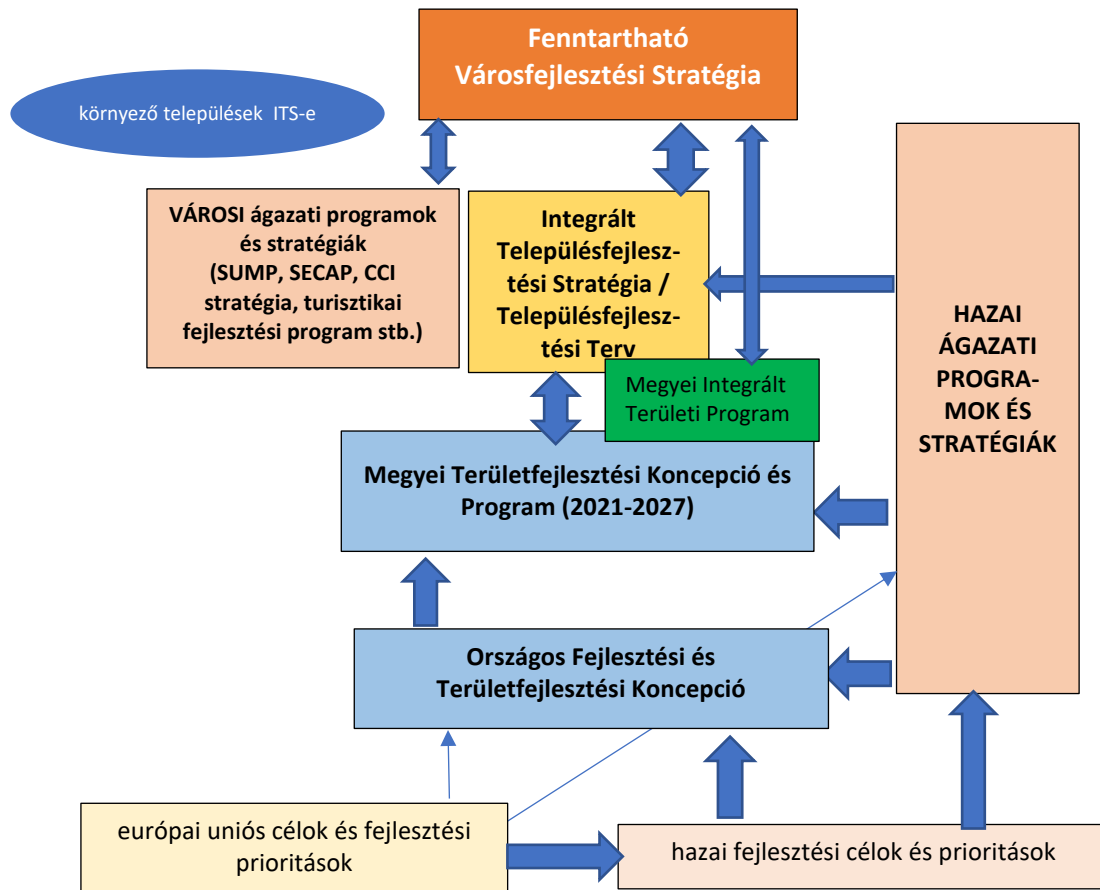 Fenntartható
Városfejlesztési Stratégia
környező települések ITS-e
VÁROSI ágazati programok
és stratégiák
(SUMP, SECAP, CCI
stratégia, turisztikai
fejlesztési program stb.)
Integrált
Településfejlesz-
tési Stratégia /
Településfejlesz-
tési Terv
HAZAI
ÁGAZATI
PROGRA-
MOK ÉS
STRATÉGIÁK
Megyei Integrált
Területi Program
Megyei Területfejlesztési Koncepció és
Program (2021-2027)
Országos Fejlesztési és
Területfejlesztési Koncepció
európai uniós célok és fejlesztési
prioritások
hazai fejlesztési célok és prioritások